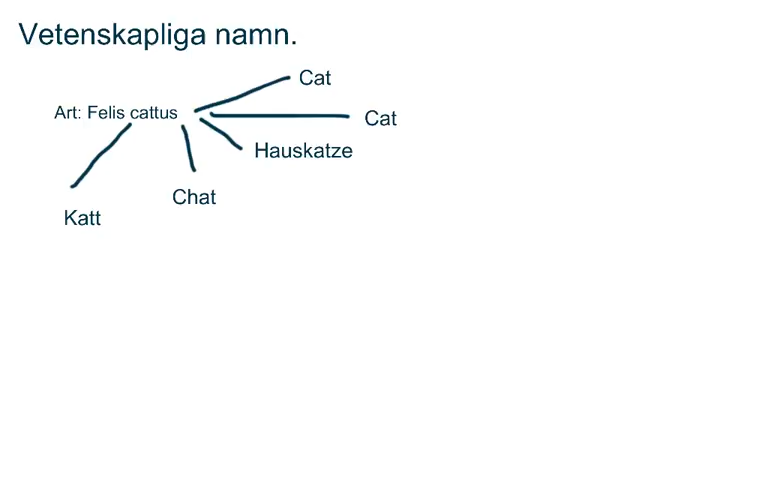 Vetenskapliga namn.
Cat
Art: Felis cattus
Cat
Hauskatze
Chat
Katt